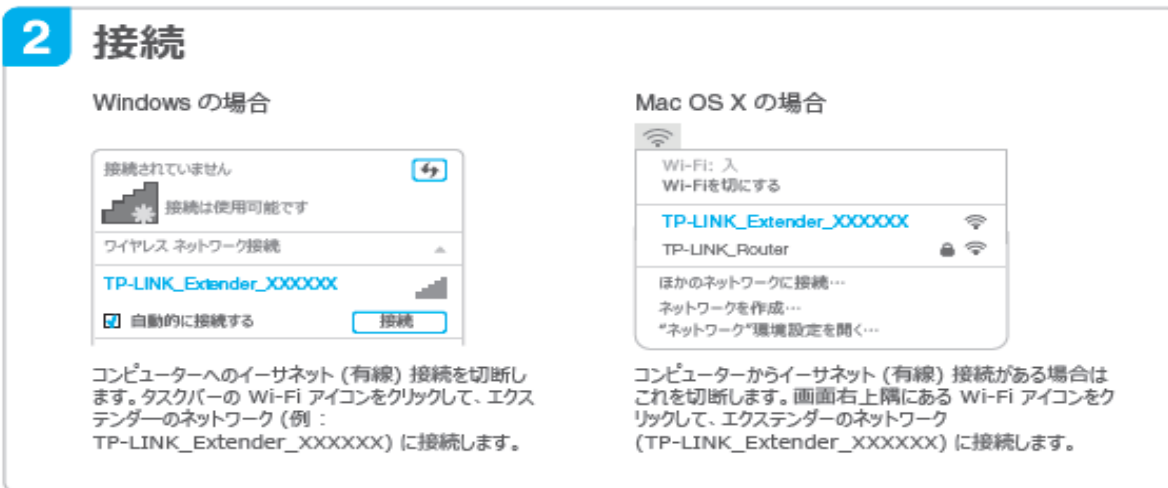 2 接続
Windows の場合
接続されていません
接続は使用可能です
ワイヤレス ネットワーク接続
TP-LINK_Extender_XXXXXX
自動的に接続する 接続
コンピューターへのイーサネット (有線) 接続を切断し
ます。タスクバーの Wi-Fi アイコンをクリックして、エクス
テンダーのネットワーク (例 :
TP-LINK_Extender_XXXXXX) に接続します。
Mac OS X の場合
Wi-Fi: 入
Wi-Fiを切にする
TP-LINK_Extender_XXXXXX
TP-LINK_Router
ほかのネットワークに接続…
ネットワークを作成…
“ネットワーク”環境設定を開く…
コンピューターからイーサネット (有線) 接続がある場合は
これを切断します。画面右上隅にある Wi-Fi アイコンをク
リックして、エクステンダーのネットワーク
(TP-LINK_Extender_XXXXXX) に接続します。